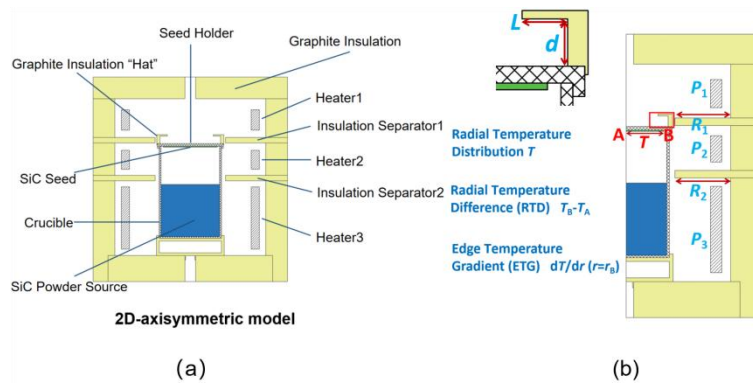 (a)
Seed Holder
Graphite Insulation
Graphite Insulation “Hat”
Heater1
Insulation Separator1
SiC Seed
Heater2
Insulation Separator2
Crucible
Heater3
SiC Powder Source
2D-axisymmetric model
(a)
(b)
L
d
P1
R1
A
B
T
P2
R2
P3
Radial Temperature
Distribution T
Radial Temperature
Difference (RTD) TB-TA
Edge Temperature
Gradient (ETG) dT/dr (r=rB)
(b)